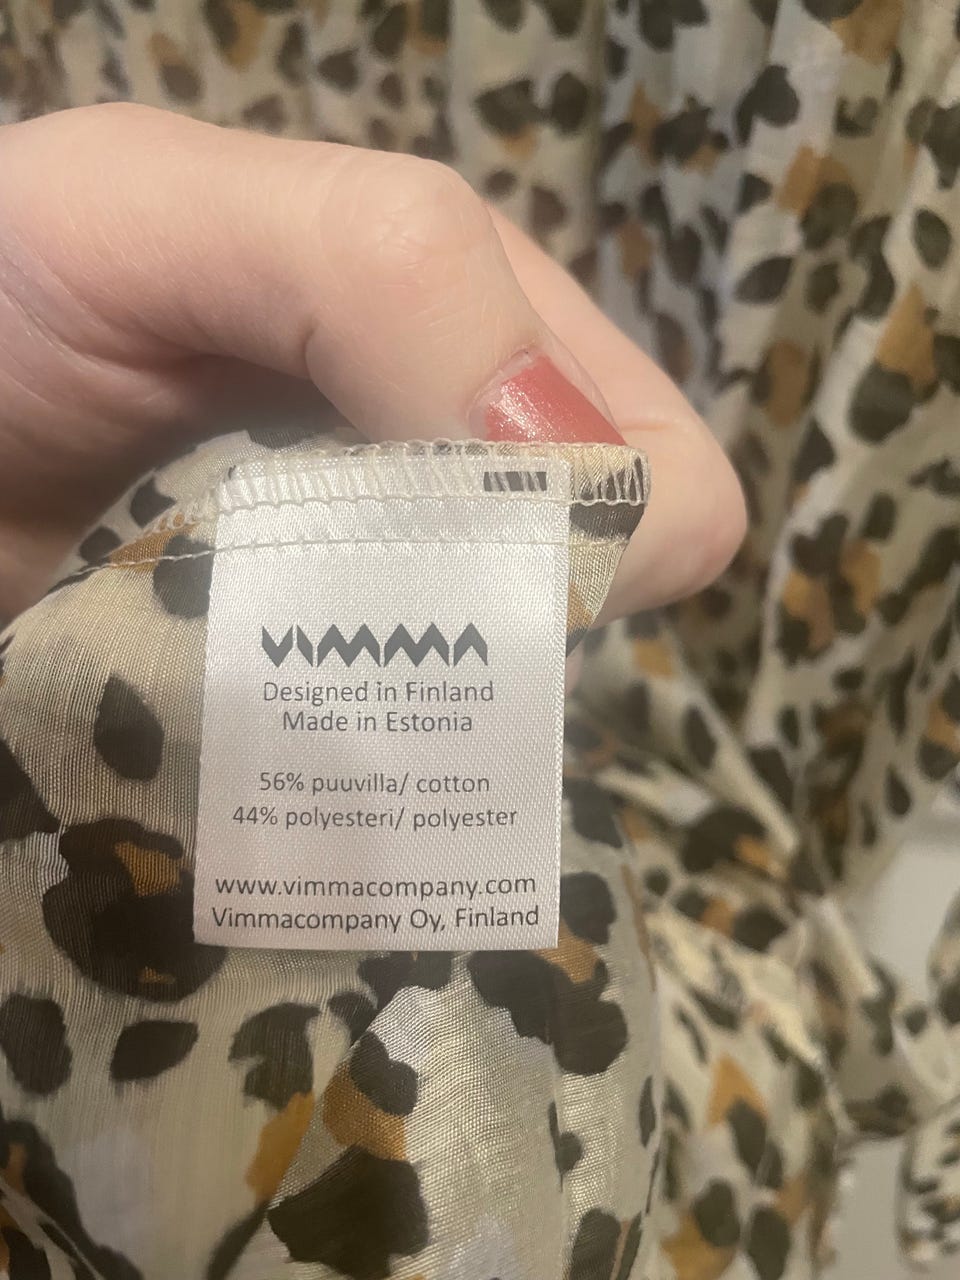 VIMMA
Designed in Finland
Made in Estonia
56% puuvilla/ cotton
44% polyesteri/ polyester
www.vimmacompany.com
Vimmacompany Oy, Finland